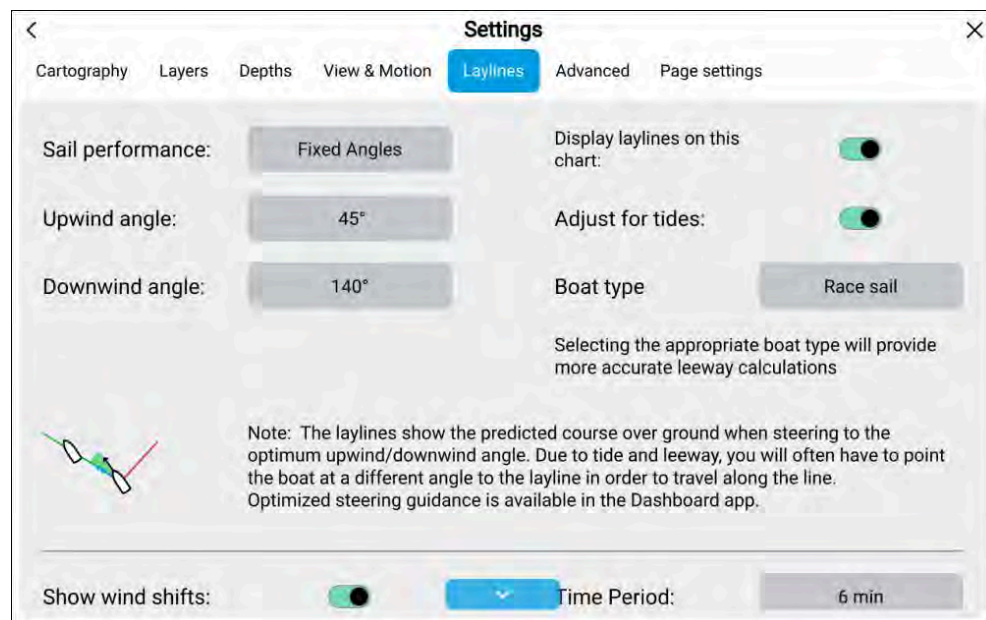 Settings
Cartography Layers Depths View & Motion Laylines Advanced Page settings
Sail performance: Fixed Angles Display laylines on this
chart:
Upwind angle: 45° Adjust for tides:
Downwind angle: 140° Boat type Race sail
Selecting the appropriate boat type will provide
more accurate leeway calculations
Note: The laylines show the predicted course over ground when steering to the
optimum upwind/downwind angle. Due to tide and leeway, you will often have to point
the boat at a different angle to the layline in order to travel along the line.
Optimized steering guidance is available in the Dashboard app.
Show wind shifts: Time Period: 6 min